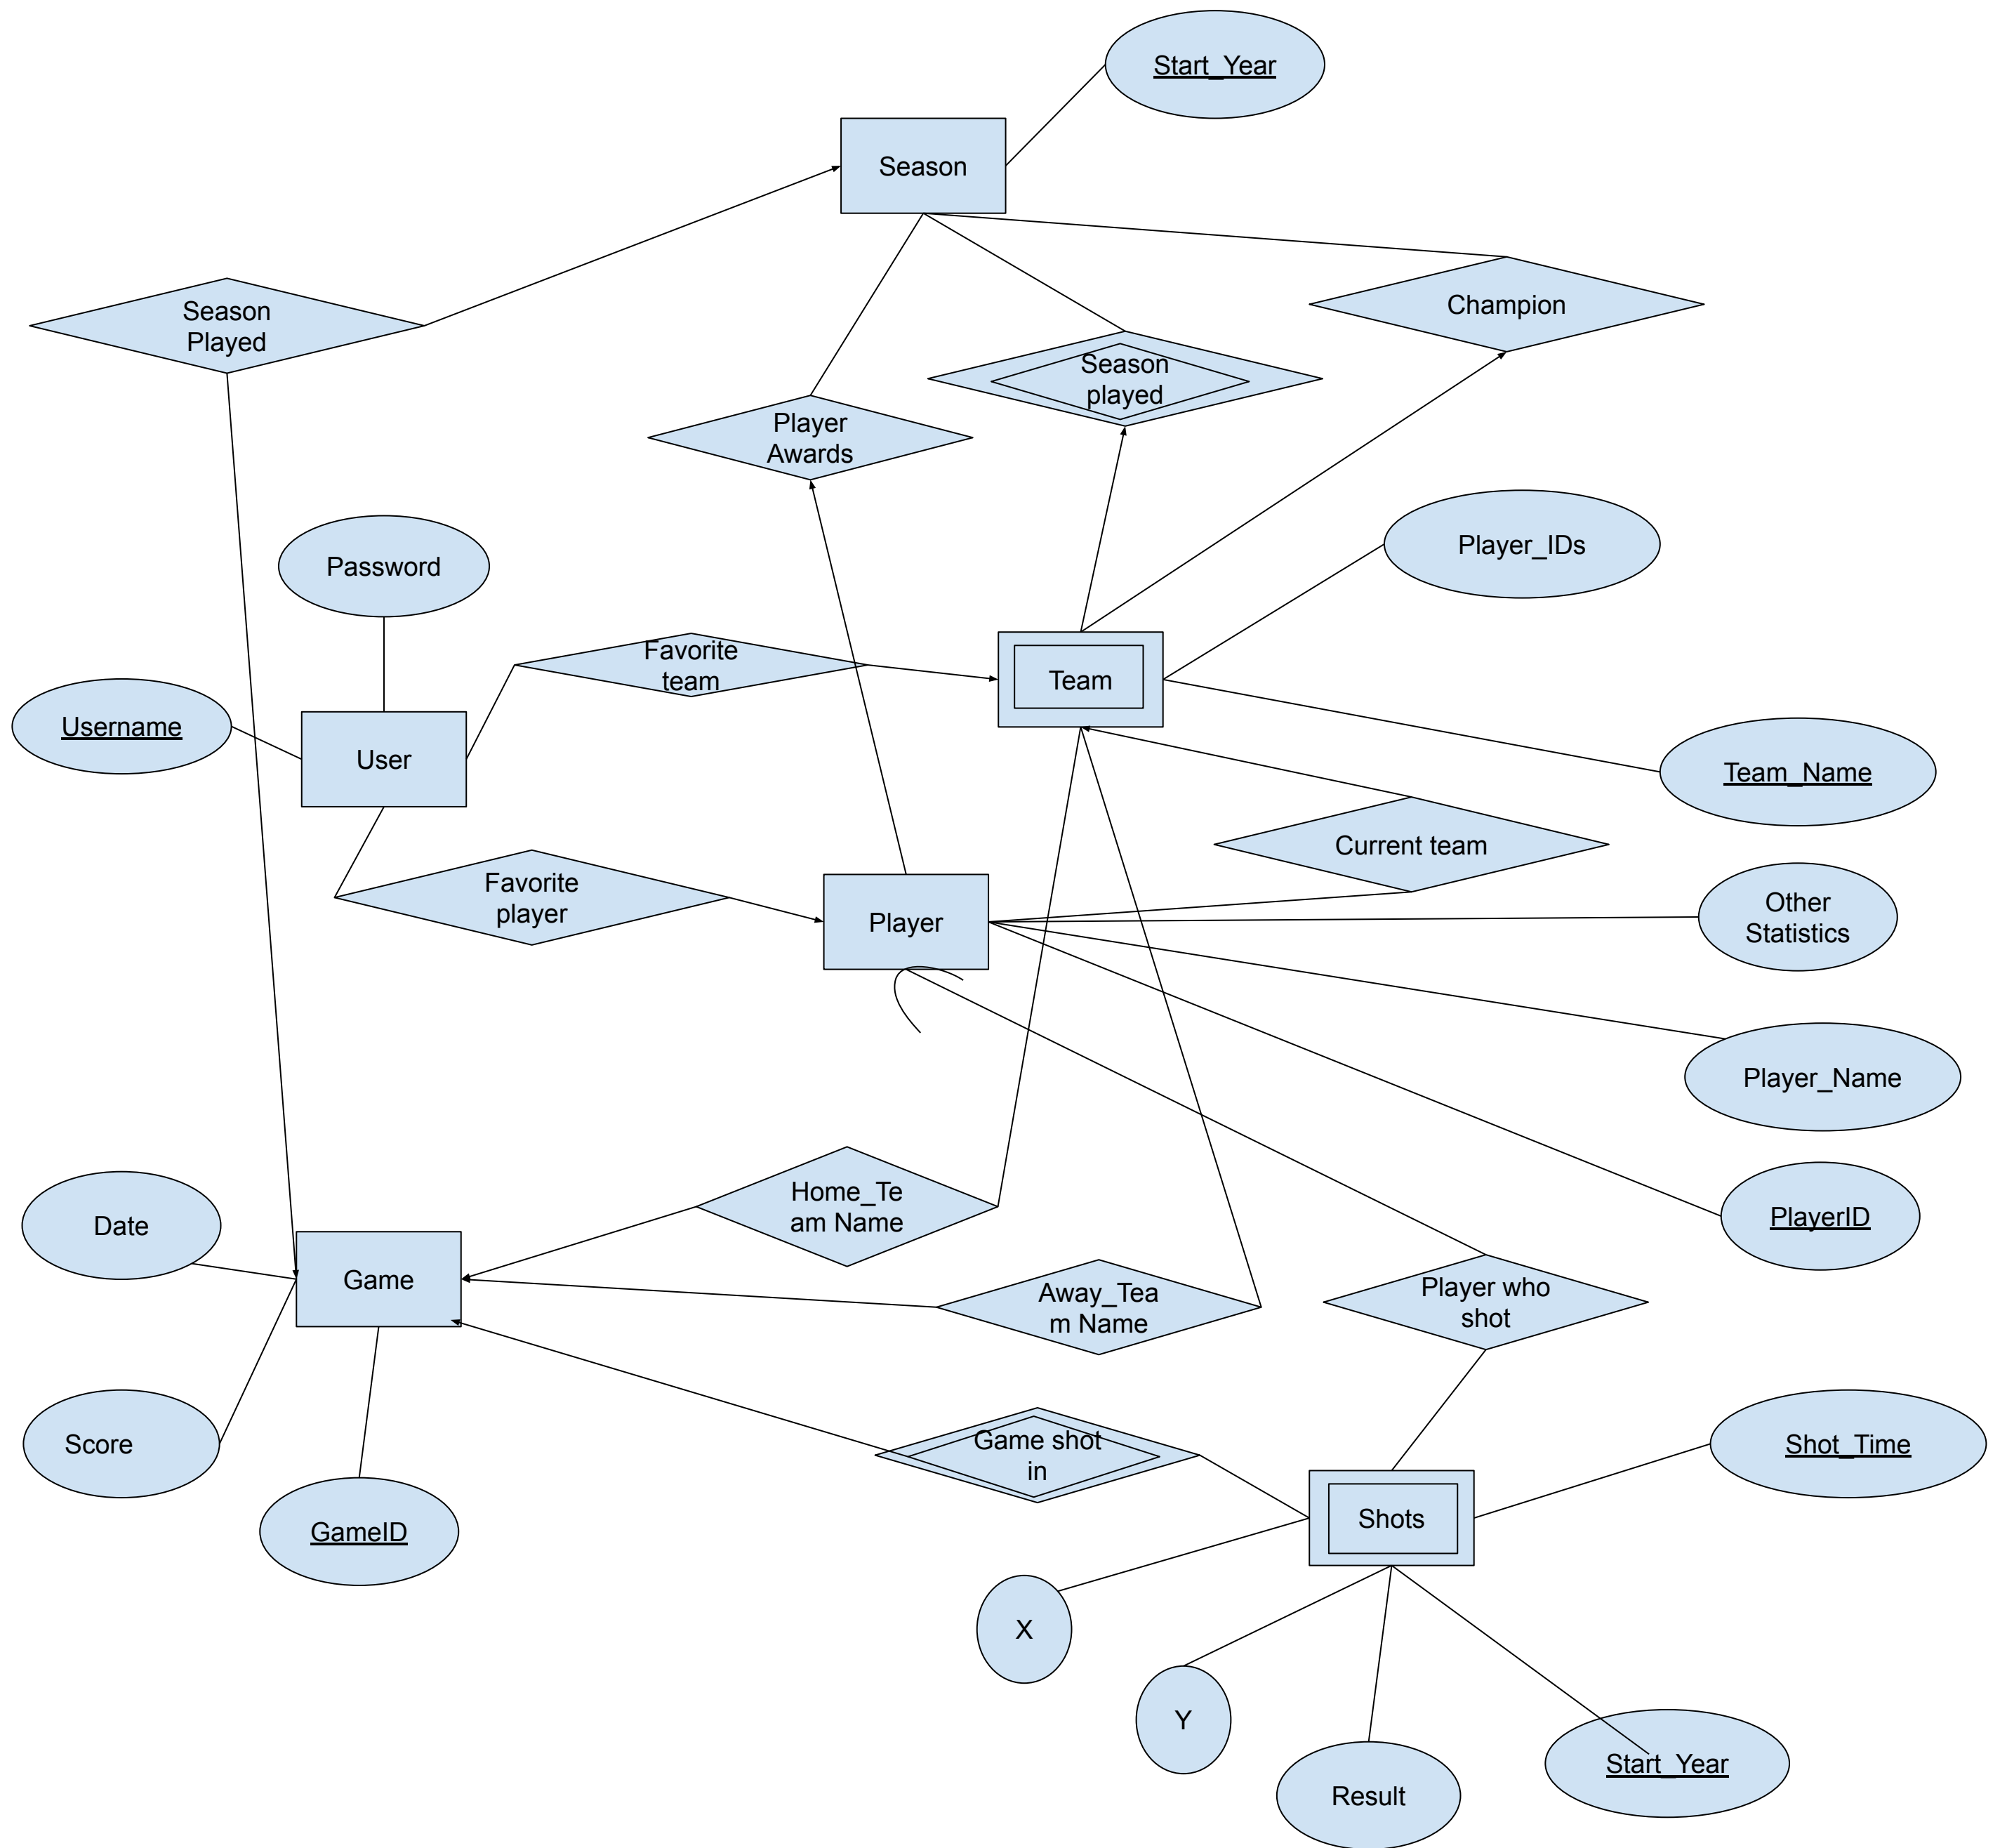 Start_Year
Season
Season
Played
Champion
Season
played
Player
Awards
Password
Player_IDs
Favorite
team
Team
Username
User
Team_Name
Current team
Favorite
player
Player
Other
Statistics
Player_Name
Home_Te
am Name
PlayerID
Date
Game
Away_Tea
m Name
Player who
shot
Score
Game shot
in
Shot_Time
GameID
Shots
X
Y
Start_Year
Result